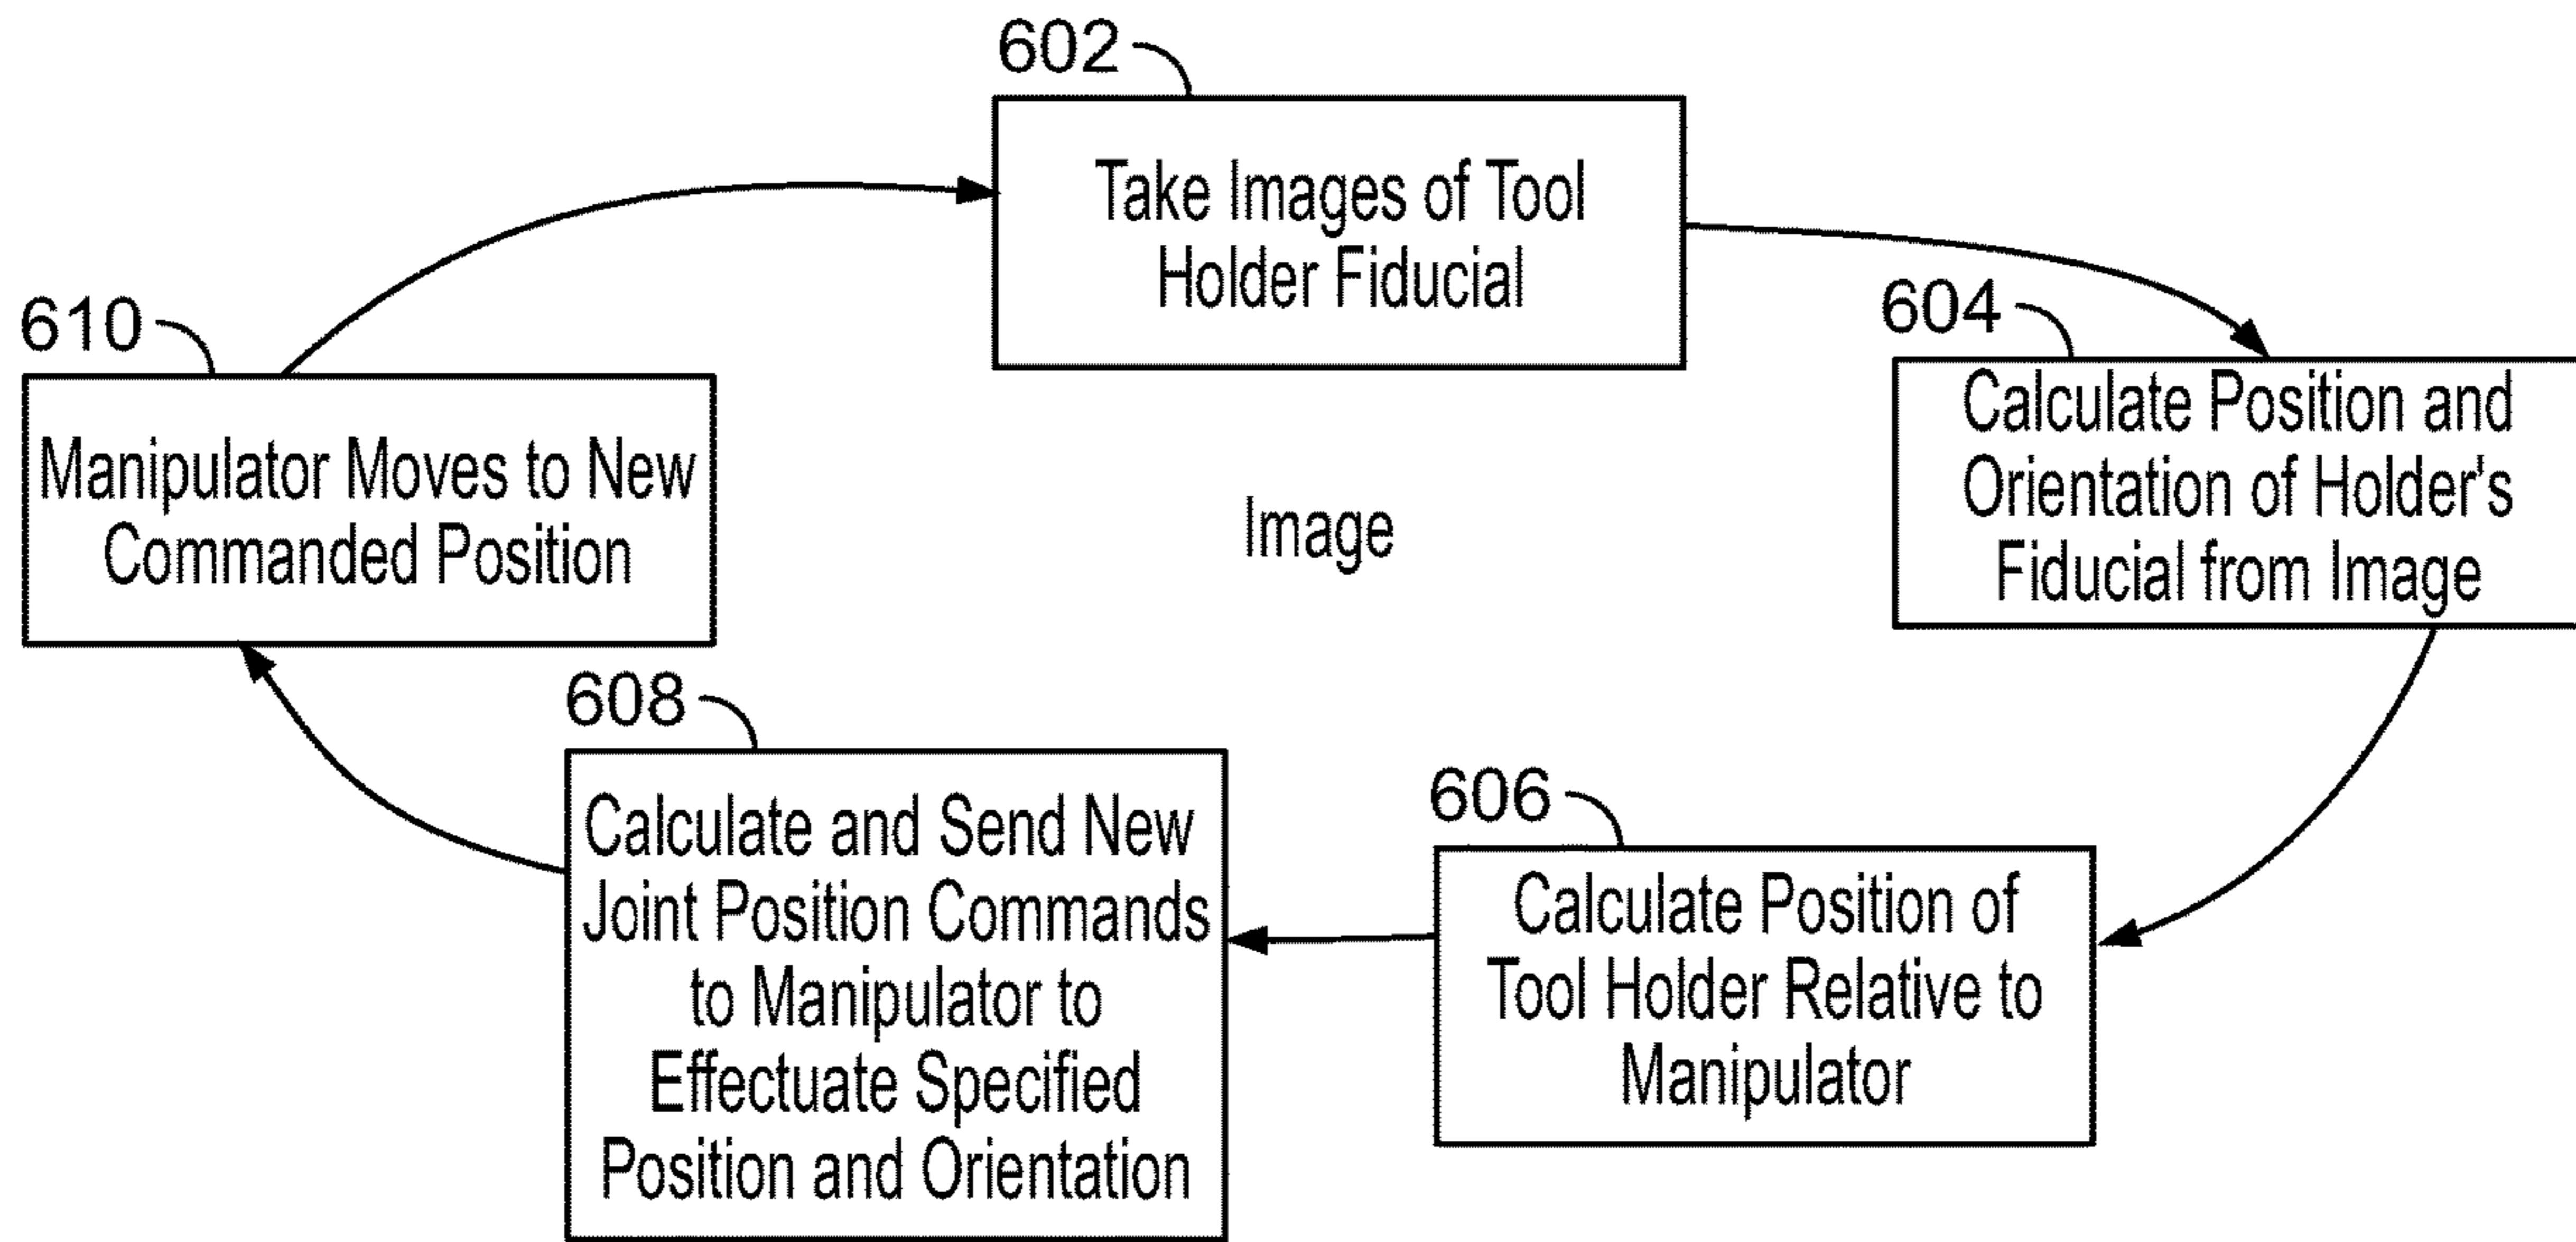 602
Take Images of Tool
Holder Fiducial
604
Calculate Position and
Orientation of Holder's
Fiducial from Image
606
Calculate Position of
Tool Holder Relative to
Manipulator
608
Calculate and Send New
Joint Position Commands
to Manipulator to
Effectuate Specified
Position and Orientation
610
Manipulator Moves to New
Commanded Position
Image